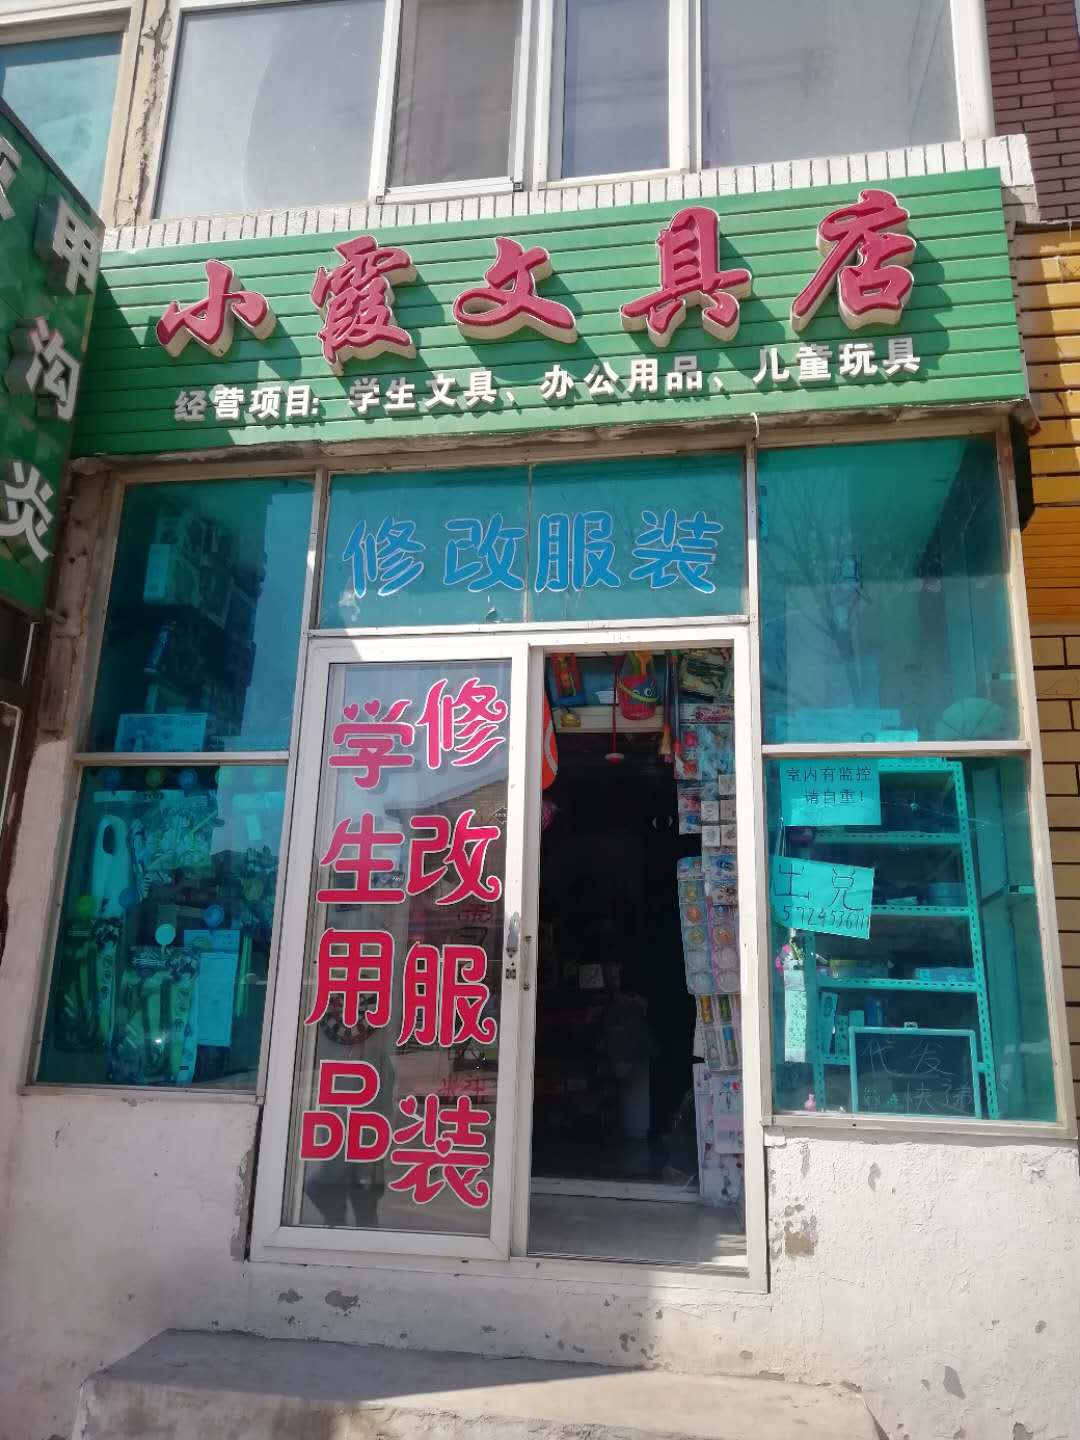 甲
沟
炎
小霞文具店
经营项目: 学生文具、办公用品、儿童玩具
修改服装
学生用品
修改服装
室内有监控
请自重!
出兑
代发
快递